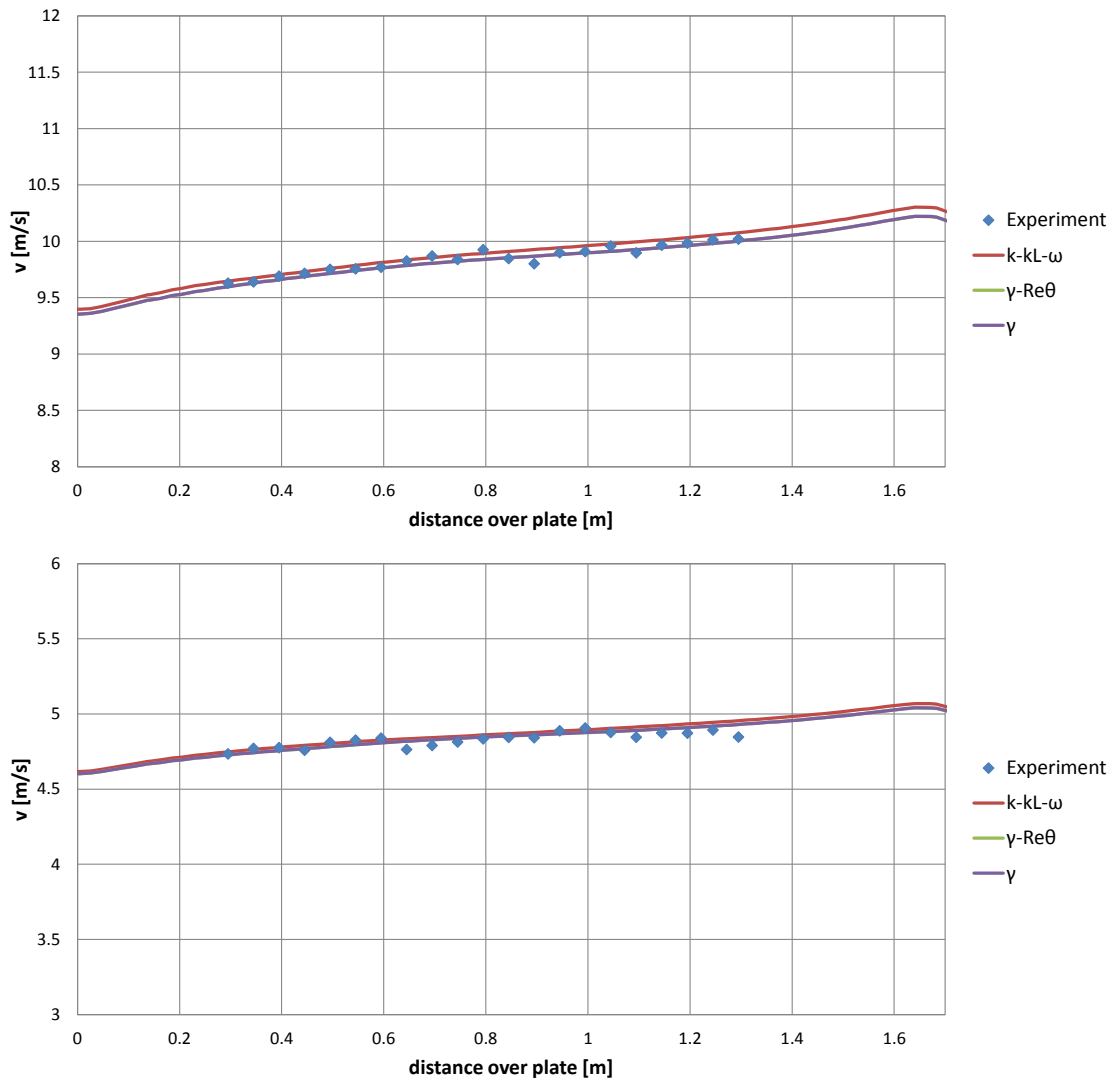 12
11.5
11
10.5
10
9.5
9
8.5
8
v [m/s]
0 0.2 0.4 0.6 0.8 1 1.2 1.4 1.6
distance over plate [m]
Experiment
k-kL-ω
γ-Reθ
γ
6
5.5
5
4.5
4
3.5
3
v [m/s]
0 0.2 0.4 0.6 0.8 1 1.2 1.4 1.6
distance over plate [m]
Experiment
k-kL-ω
γ-Reθ
γ